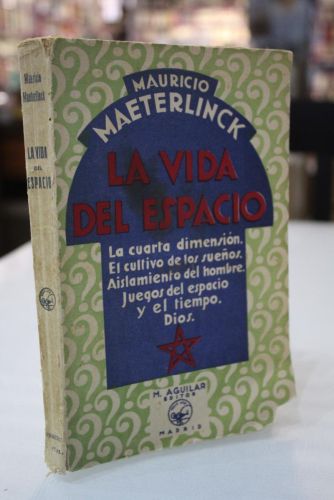 MAURICIO
MAETERLINCK
LA VIDA
DEL ESPACIO
La cuarta dimensión.
El cultivo de los sueños.
Aislamiento del hombre.
Juegos del espacio
y el tiempo.
Dios.
M. AGUILAR
EDITOR
MADRID
Mauricio
Maeterlinck
LA VIDA
DEL
ESPACIO